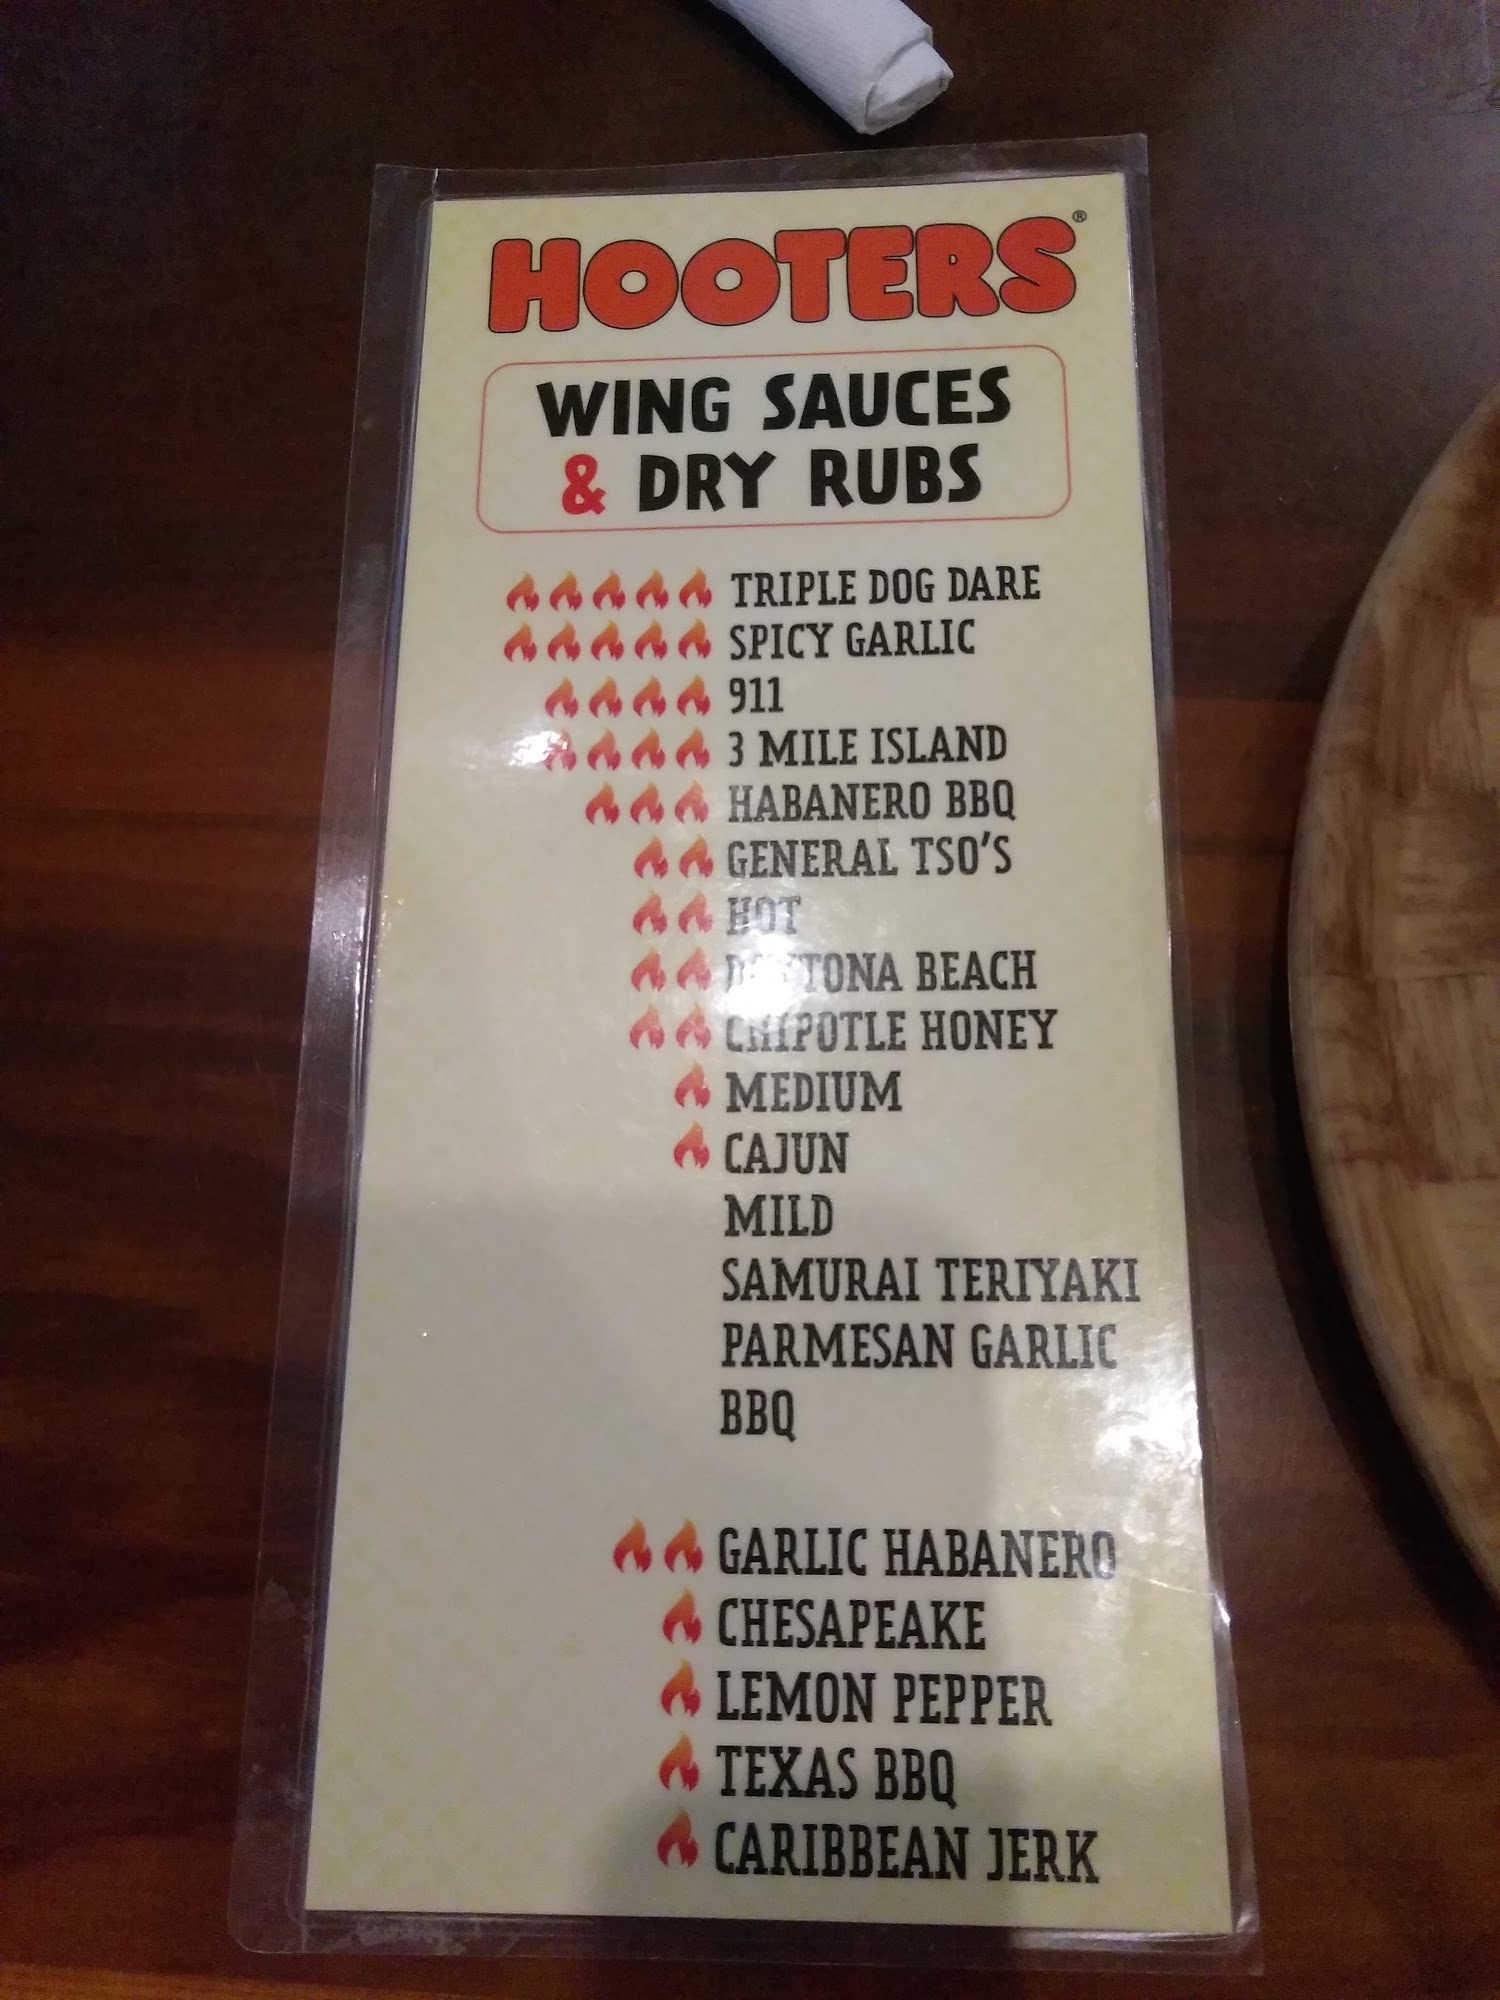 HOOTERS®
WING SAUCES
& DRY RUBS
TRIPLE DOG DARE
SPICY GARLIC
911
3 MILE ISLAND
HABANERO BBQ
GENERAL TSO'S
HOT
DAYTONA BEACH
CHIPOTLE HONEY
MEDIUM
CAJUN
MILD
SAMURAI TERIYAKI
PARMESAN GARLIC
BBQ
GARLIC HABANERO
CHESAPEAKE
LEMON PEPPER
TEXAS BBQ
CARIBBEAN JERK